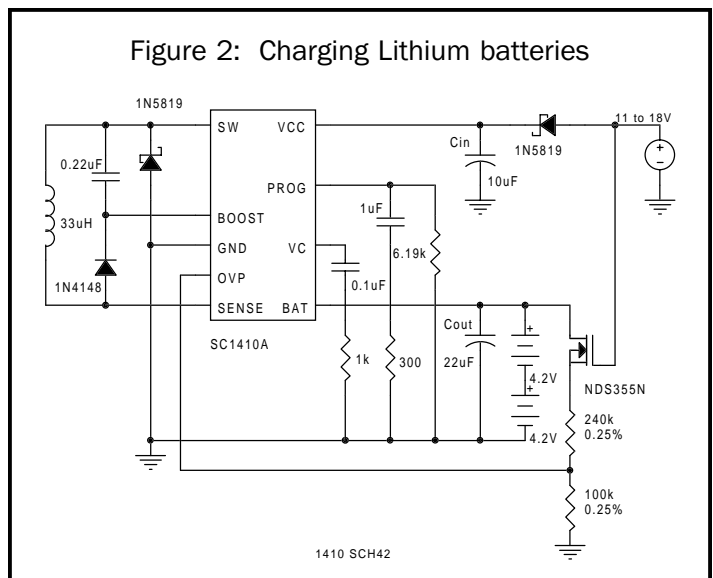 Figure 2: Charging Lithium batteries
1N5819
11 to 18V
SW
VCC
Cin
1N5819
0.22uF
10uF
PROG
1uF
33uH
BOOST
6.19k
GND
VC
1N4148
OVP
0.1uF
SENSE
BAT
Cout
SC1410A
1k
300
22uF
+
4.2V
+
4.2V
NDS355N
240k
0.25%
100k
0.25%
1410 SCH42
+
−